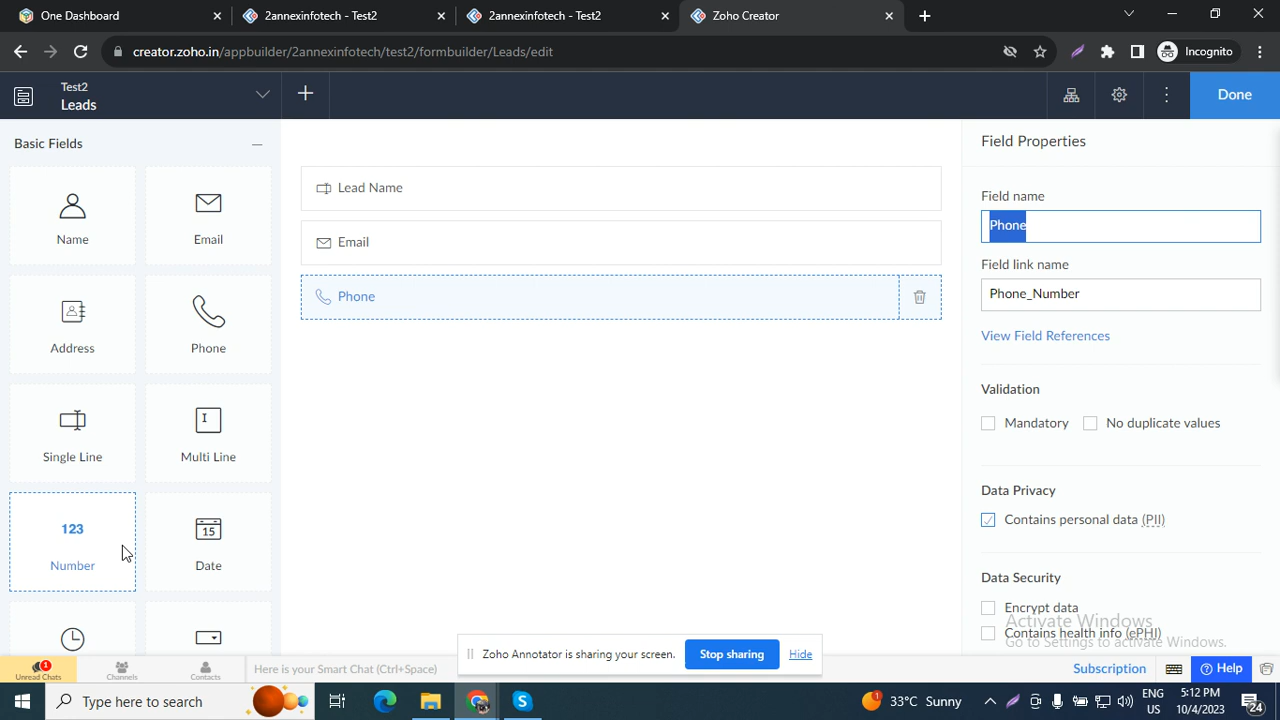 One Dashboard
2annexinfotech - Test2
2annexinfotech - Test2
Zoho Creator
creator.zoho.in/appbuilder/2annexinfotech/test2/formbuilder/Leads/edit
Incognito
Test2
Leads
Done
Basic Fields
Name
Email
Address
Phone
Single Line
Multi Line
123
Number
15
Date
Lead Name
Email
Phone
Field Properties
Field name
Phone
Field link name
Phone_Number
View Field References
Validation
Mandatory
No duplicate values
Data Privacy
Contains personal data (PII)
Data Security
Encrypt data
Contains health info (ePHI)
Activate Windows
Go to Settings to activate Windows.
Zoho Annotator is sharing your screen.
Stop sharing
Hide
1
Unread Chats
Channels
Contacts
Here is your Smart Chat (Ctrl+Space)
Subscription
Help
Type here to search
1
33°C Sunny
ENG
US
5:12 PM
10/4/2023
24